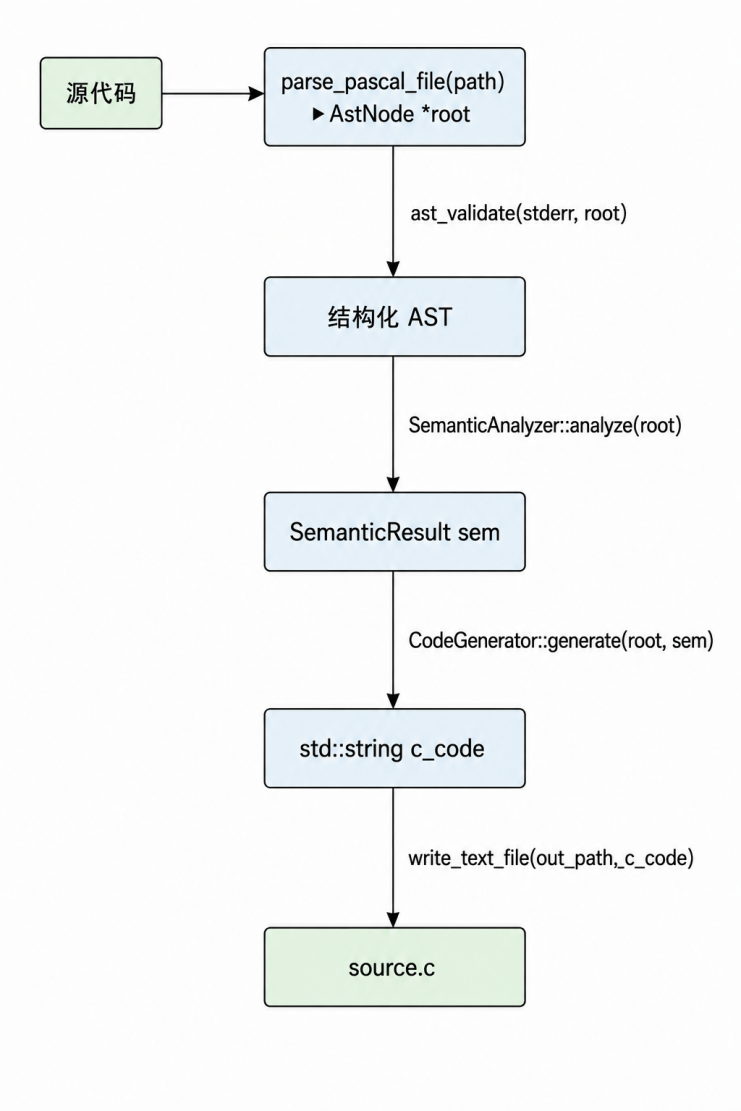 源代码
parse_pascal_file(path)
▶ AstNode *root
ast_validate(stderr, root)
结构化 AST
SemanticAnalyzer::analyze(root)
SemanticResult sem
CodeGenerator::generate(root, sem)
std::string c_code
write_text_file(out_path,_c_code)
source.c